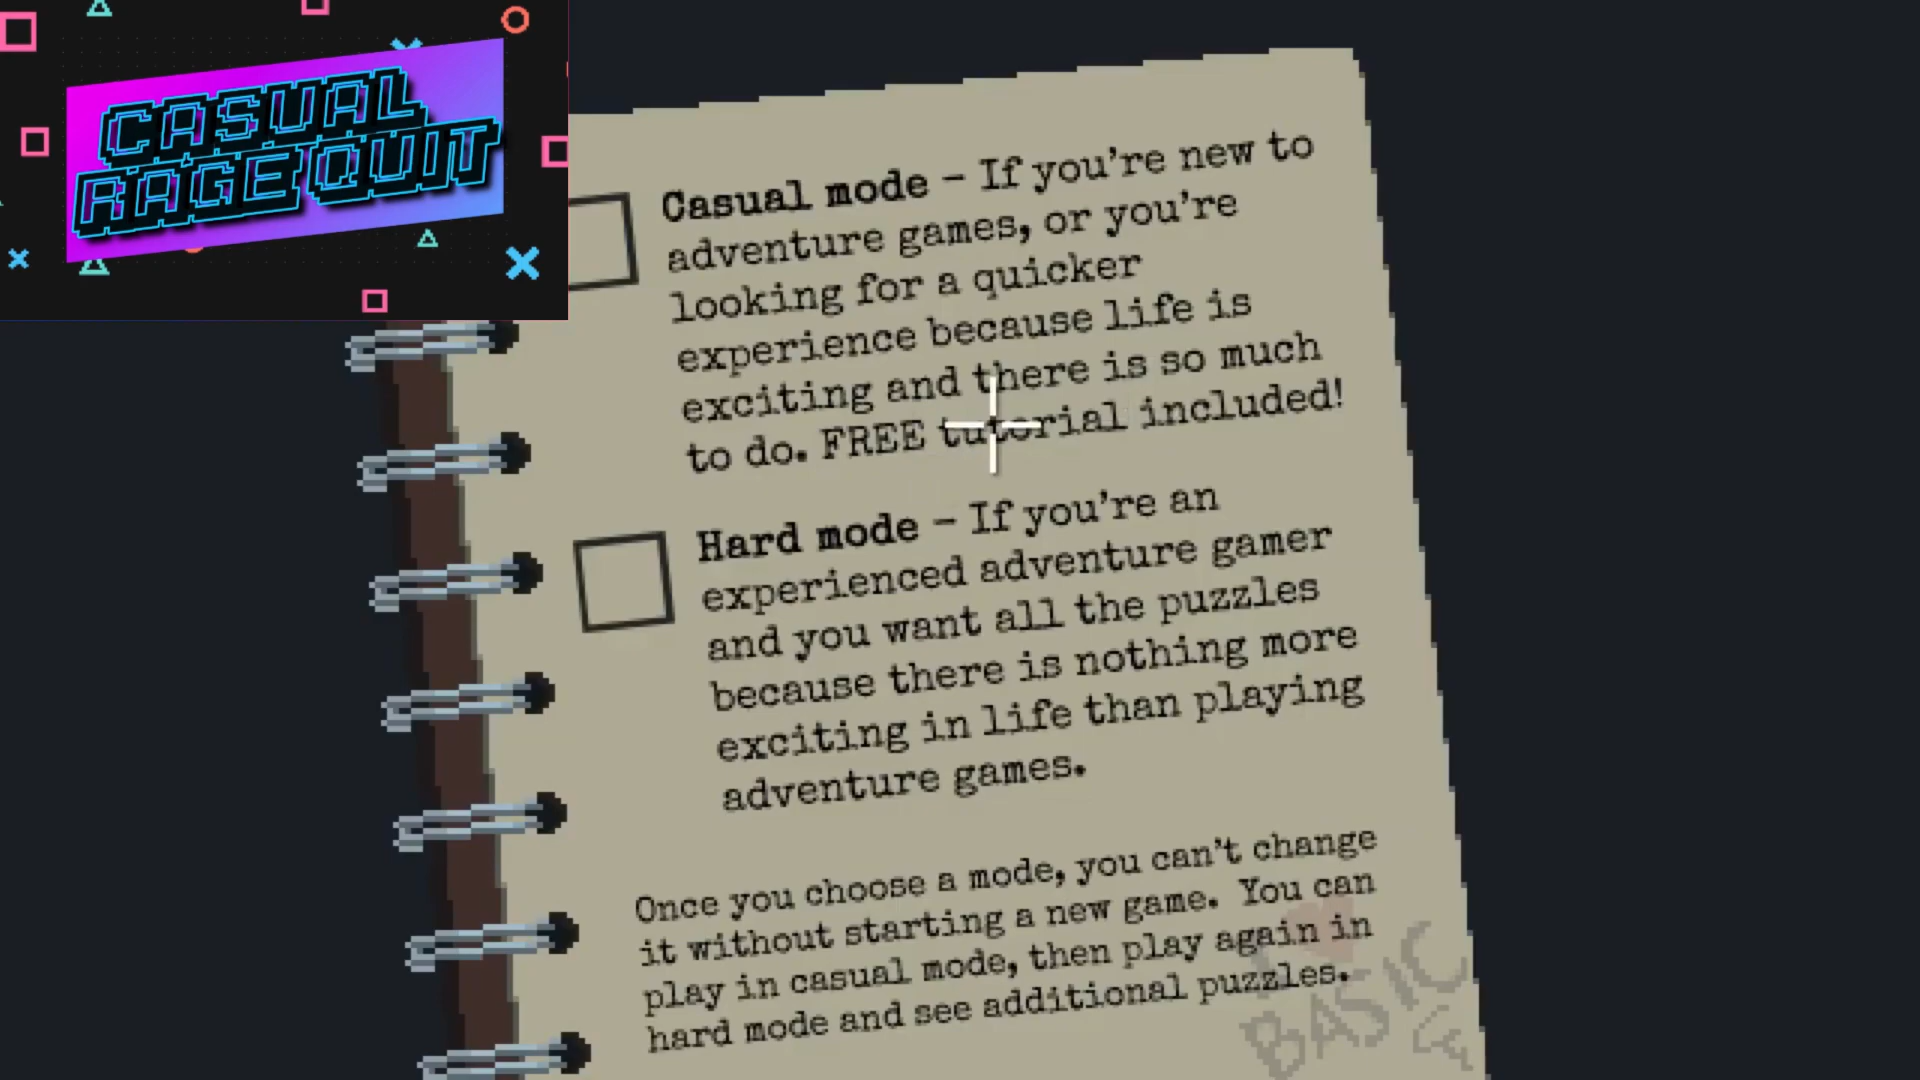 CASUAL
RAGE QUIT
Casual mode - If you're new to
adventure games, or you're
looking for a quicker
experience because life is
exciting and there is so much
to do. FREE tutorial included!
Hard mode - If you're an
experienced adventure gamer
and you want all the puzzles
because there is nothing more
exciting in life than playing
adventure games.
Once you choose a mode, you can't change
it without starting a new game. You can
play in casual mode, then play again in
hard mode and see additional puzzles.
I
BASIC